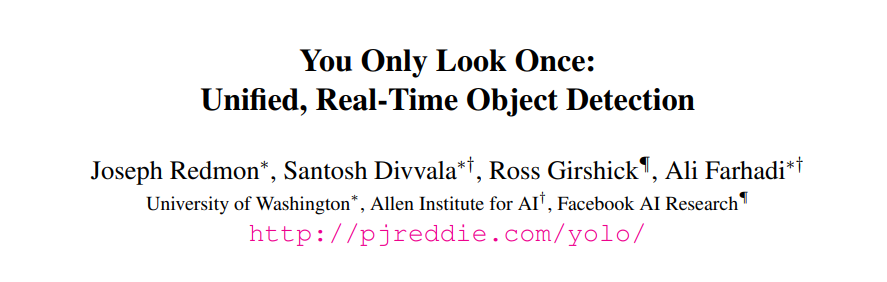 You Only Look Once:
Unified, Real-Time Object Detection
Joseph Redmon*, Santosh Divvala*†, Ross Girshick¶, Ali Farhadi*†
University of Washington*, Allen Institute for AI†, Facebook AI Research¶
http://pjreddie.com/yolo/